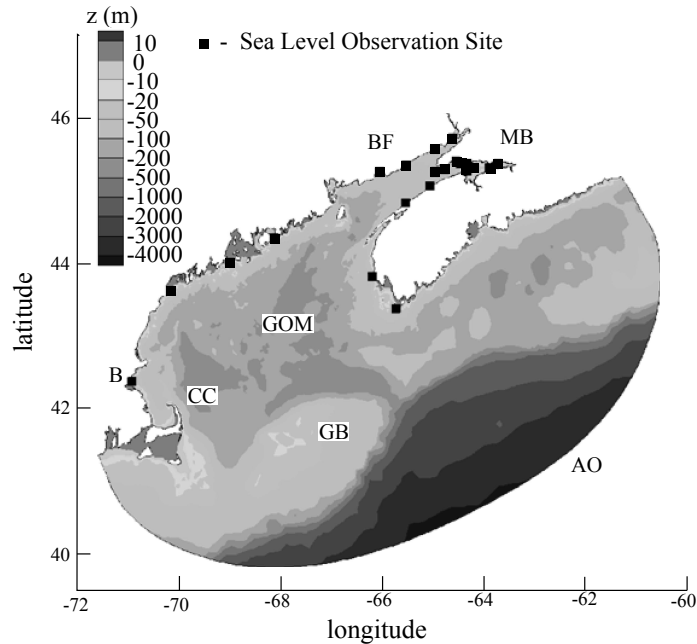 z (m)
10
0
-10
-20
-50
-100
-200
-500
-1000
-2000
-3000
-4000
■ - Sea Level Observation Site
BF
MB
GOM
B
CC
GB
AO
latitude
46
44
42
40
-72
-70
-68
-66
-64
-62
-60
longitude